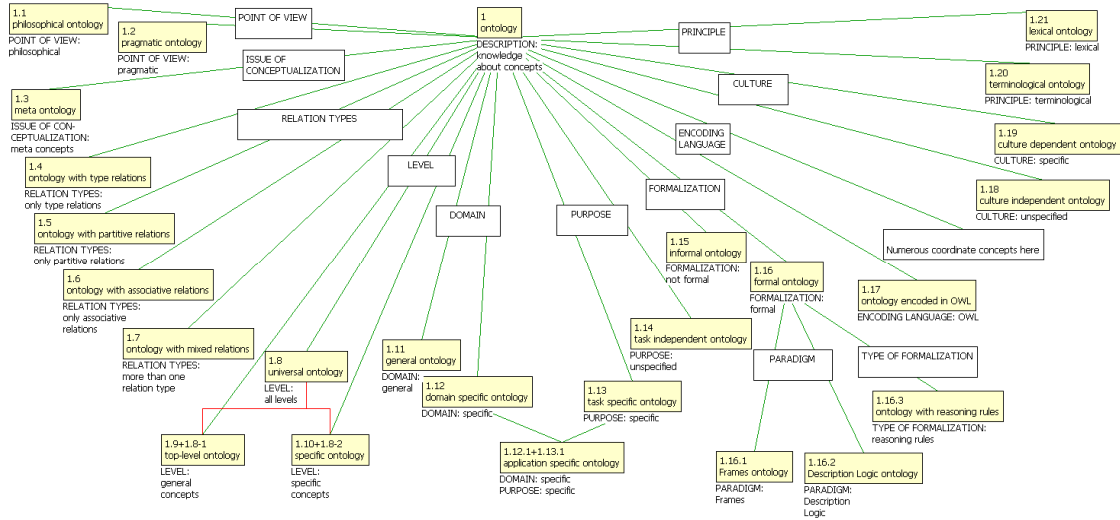 1.1
philosophical ontology
POINT OF VIEW:
philosophical
POINT OF VIEW
1.2
pragmatic ontology
POINT OF VIEW:
pragmatic
1
ontology
DESCRIPTION:
knowledge
about concepts
PRINCIPLE
1.21
lexical ontology
PRINCIPLE: lexical
ISSUE OF
CONCEPTUALIZATION
1.20
terminological ontology
PRINCIPLE: terminological
CULTURE
1.3
meta ontology
ISSUE OF CON-
CEPTUALIZATION:
meta concepts
RELATION TYPES
ENCODING
LANGUAGE
1.19
culture dependent ontology
CULTURE: specific
1.4
ontology with type relations
RELATION TYPES:
only type relations
LEVEL
FORMALIZATION
1.18
culture independent ontology
CULTURE: unspecified
1.5
ontology with partitive relations
RELATION TYPES:
only partitive relations
DOMAIN
PURPOSE
1.15
informal ontology
FORMALIZATION:
not formal
Numerous coordinate concepts here
1.6
ontology with associative relations
RELATION TYPES:
only associative
relations
1.16
formal ontology
FORMALIZATION:
formal
1.17
ontology encoded in OWL
ENCODING LANGUAGE: OWL
1.7
ontology with mixed relations
RELATION TYPES:
more than one
relation type
1.8
universal ontology
LEVEL:
all levels
1.11
general ontology
DOMAIN:
general
1.12
domain specific ontology
DOMAIN: specific
1.14
task independent ontology
PURPOSE:
unspecified
1.13
task specific ontology
PURPOSE: specific
PARADIGM
TYPE OF FORMALIZATION
1.16.3
ontology with reasoning rules
TYPE OF FORMALIZATION:
reasoning rules
1.9+1.8-1
top-level ontology
LEVEL:
general
concepts
1.10+1.8-2
specific ontology
LEVEL:
specific
concepts
1.12.1+1.13.1
application specific ontology
DOMAIN: specific
PURPOSE: specific
1.16.1
Frames ontology
PARADIGM:
Frames
1.16.2
Description Logic ontology
PARADIGM:
Description
Logic